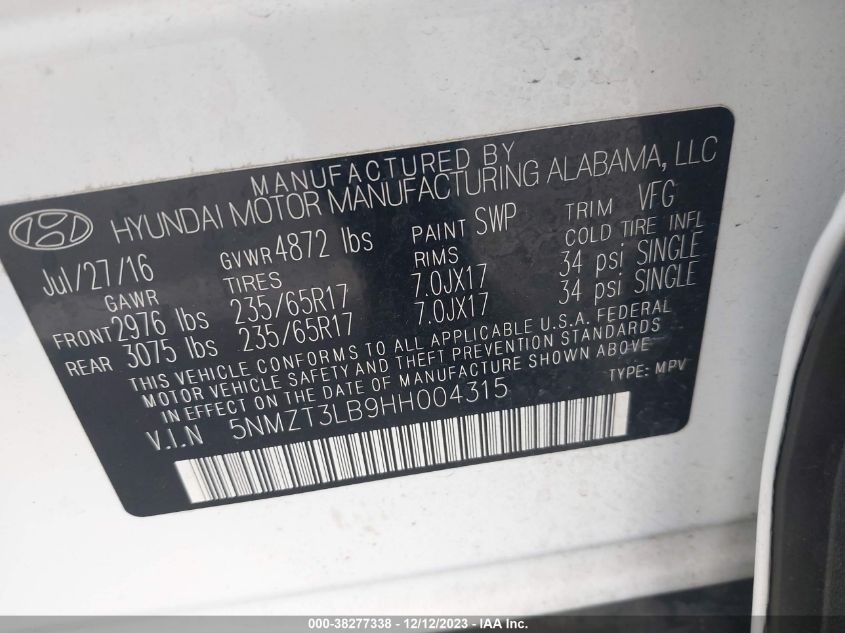 MANUFACTURED BY
HYUNDAI MOTOR MANUFACTURING ALABAMA, LLC
Jul/27/16 GVWR 4872 lbs PAINT SWP TRIM VFG
GAWR TIRES RIMS COLD TIRE INFL
FRONT 2976 lbs 235/65R17 7.0JX17 34 psi SINGLE
REAR 3075 lbs 235/65R17 7.0JX17 34 psi SINGLE
THIS VEHICLE CONFORMS TO ALL APPLICABLE U.S.A. FEDERAL
MOTOR VEHICLE SAFETY AND THEFT PREVENTION STANDARDS
IN EFFECT ON THE DATE OF MANUFACTURE SHOWN ABOVE
V.I.N 5NMZT3LB9HH004315 TYPE: MPV
000-38277338 - 12/12/2023 - IAA Inc.